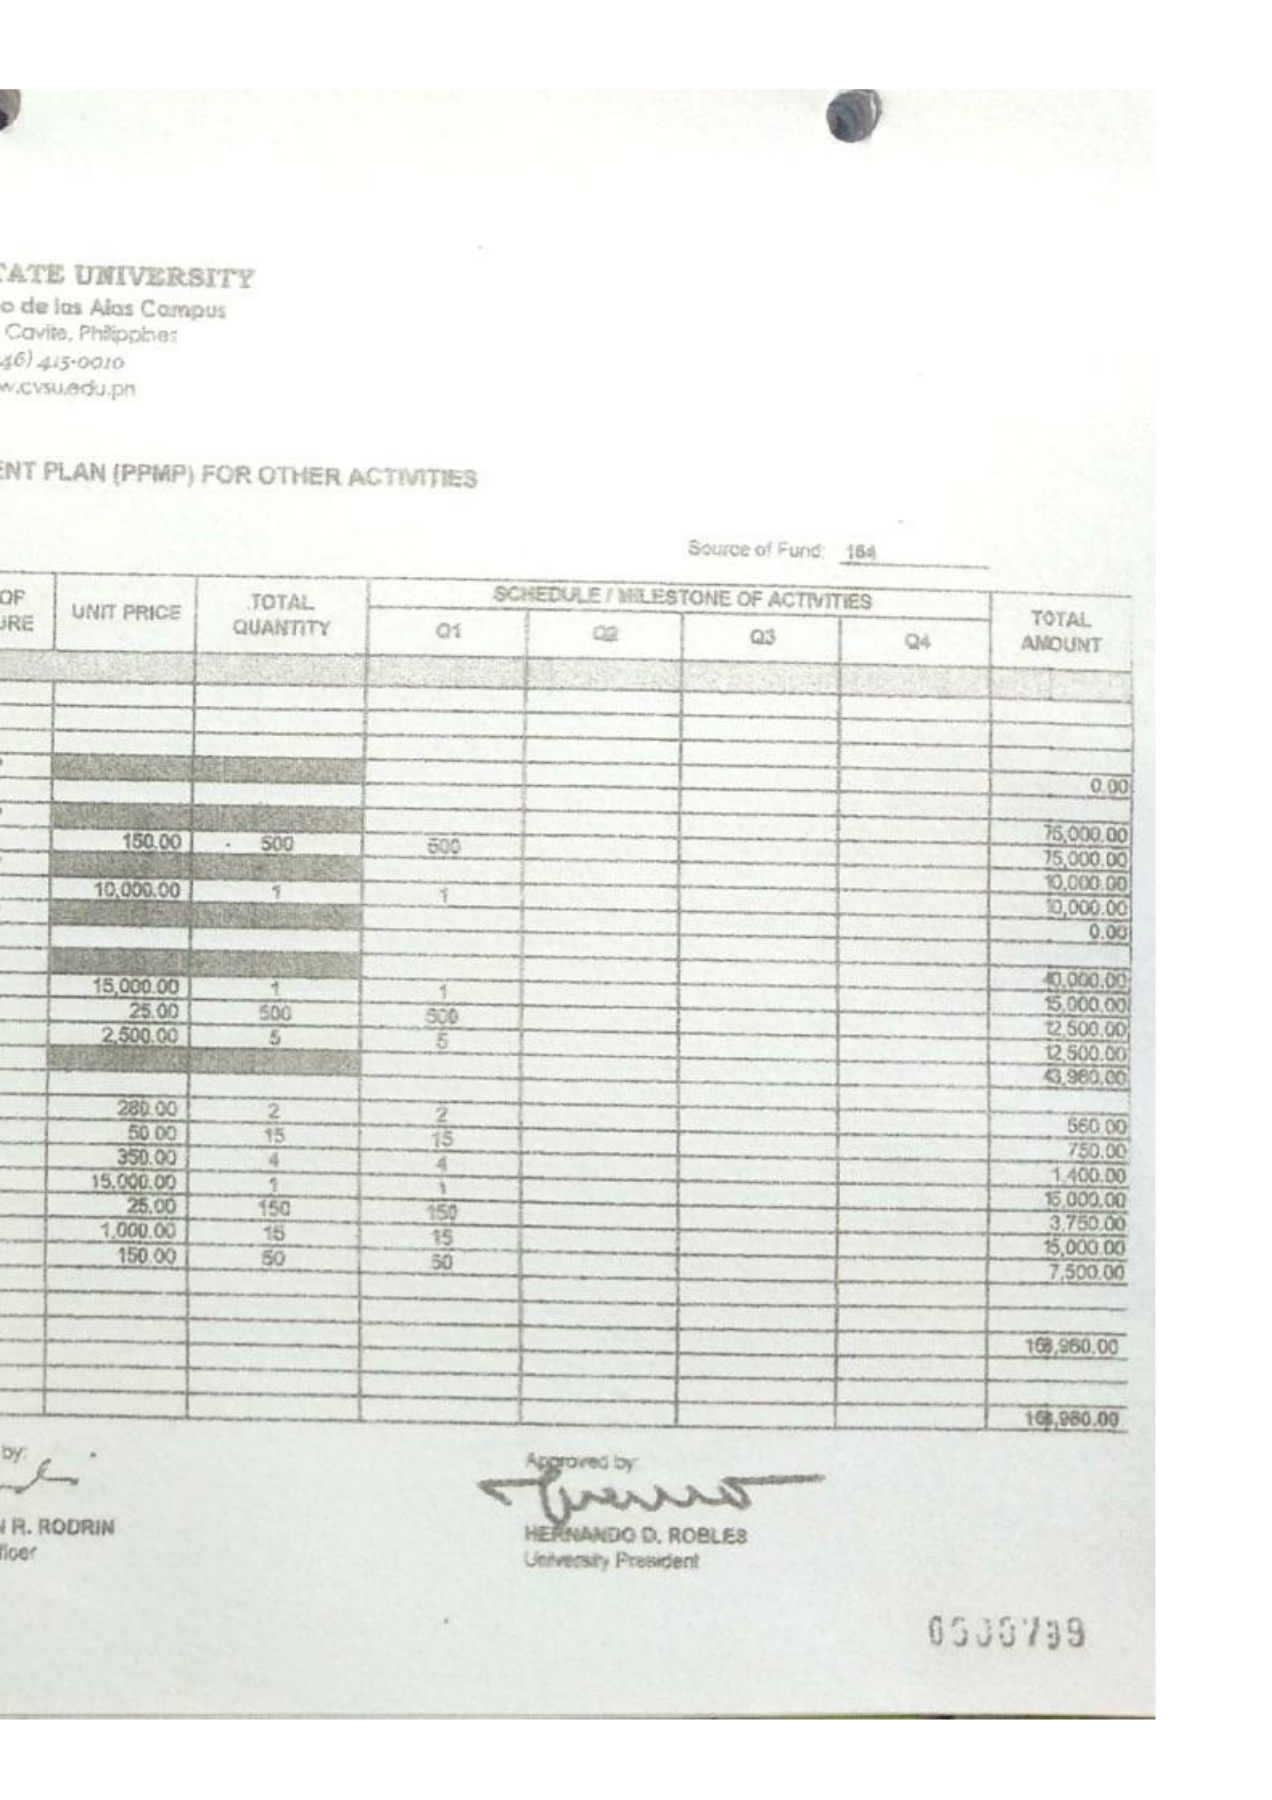 TATE UNIVERSITY
o de las Alas Campus
Cavite, Philippines
46) 415-0010
w.cvsu.edu.ph
ENT PLAN (PPMP) FOR OTHER ACTIVITIES
Source of Fund: 164
OF URE UNIT PRICE TOTAL QUANTITY SCHEDULE / MILESTONE OF ACTIVITIES TOTAL AMOUNT
Q1 Q2 Q3 Q4
0.00
75,000.00
150.00 500 500 75,000.00
10,000.00
10,000.00 1 1 10,000.00
0.00
40,000.00
15,000.00 1 1 15,000.00
25.00 500 500 12,500.00
2,500.00 5 5 12,500.00
43,960.00
280.00 2 2 560.00
50.00 15 15 750.00
350.00 4 4 1,400.00
15,000.00 1 1 15,000.00
25.00 150 150 3,750.00
1,000.00 15 15 15,000.00
150.00 50 50 7,500.00
168,960.00
168,960.00
by:
Approved by:
N R. RODRIN
HERNANDO D. ROBLES
fficer
University President